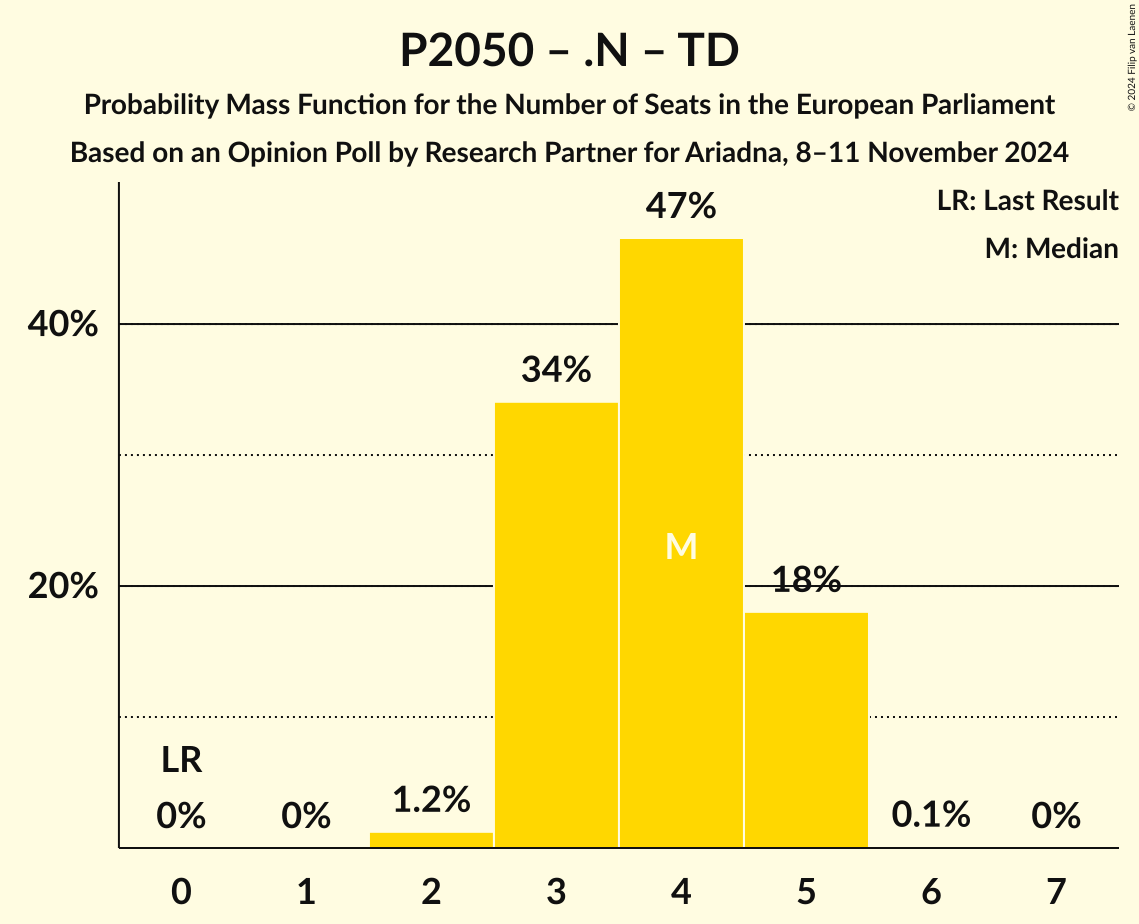 P2050 – .N – TD
Probability Mass Function for the Number of Seats in the European Parliament
Based on an Opinion Poll by Research Partner for Ariadna, 8–11 November 2024
© 2024 Filip van Laenen
LR: Last Result
M: Median
47%
40%
34%
M
20%
18%
LR
0%
0%
1.2%
0.1%
0%
0 1 2 3 4 5 6 7